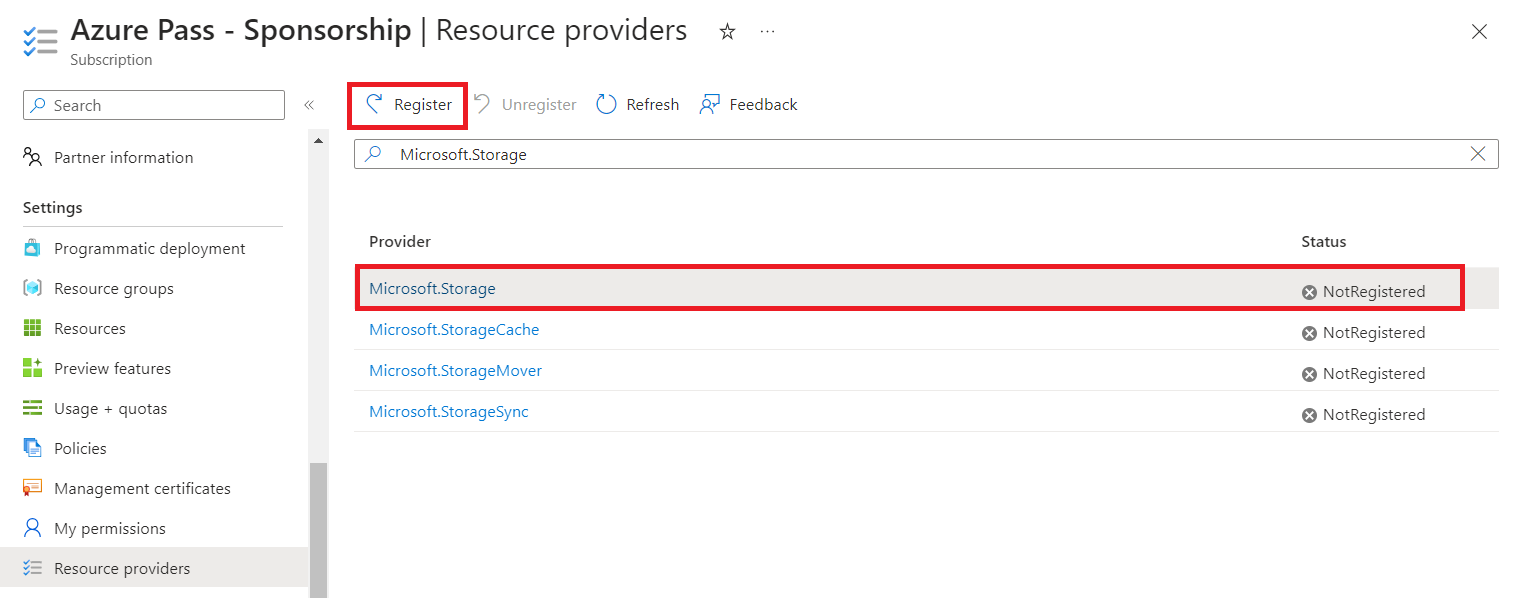 Azure Pass - Sponsorship | Resource providers
Subscription
Search
Partner information
Settings
Programmatic deployment
Resource groups
Resources
Preview features
Usage + quotas
Policies
Management certificates
My permissions
Resource providers
Register Unregister Refresh Feedback
Microsoft.Storage
Provider Status
Microsoft.Storage NotRegistered
Microsoft.StorageCache NotRegistered
Microsoft.StorageMover NotRegistered
Microsoft.StorageSync NotRegistered